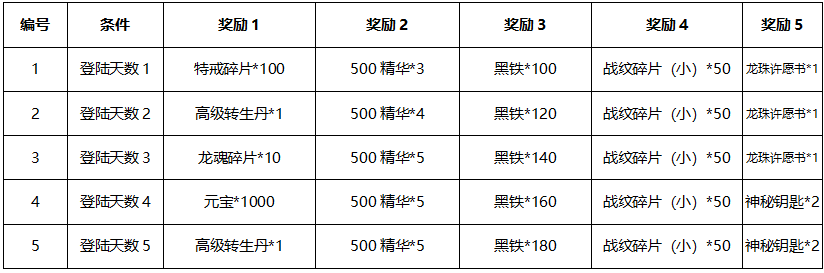 编号 条件 奖励 1 奖励 2 奖励 3 奖励 4 奖励 5
1 登陆天数 1 特戒碎片*100 500 精华*3 黑铁*100 战纹碎片（小）*50 龙珠许愿书*1
2 登陆天数 2 高级转生丹*1 500 精华*4 黑铁*120 战纹碎片（小）*50 龙珠许愿书*1
3 登陆天数 3 龙魂碎片*10 500 精华*5 黑铁*140 战纹碎片（小）*50 龙珠许愿书*1
4 登陆天数 4 元宝*1000 500 精华*5 黑铁*160 战纹碎片（小）*50 神秘钥匙*2
5 登陆天数 5 高级转生丹*1 500 精华*5 黑铁*180 战纹碎片（小）*50 神秘钥匙*2